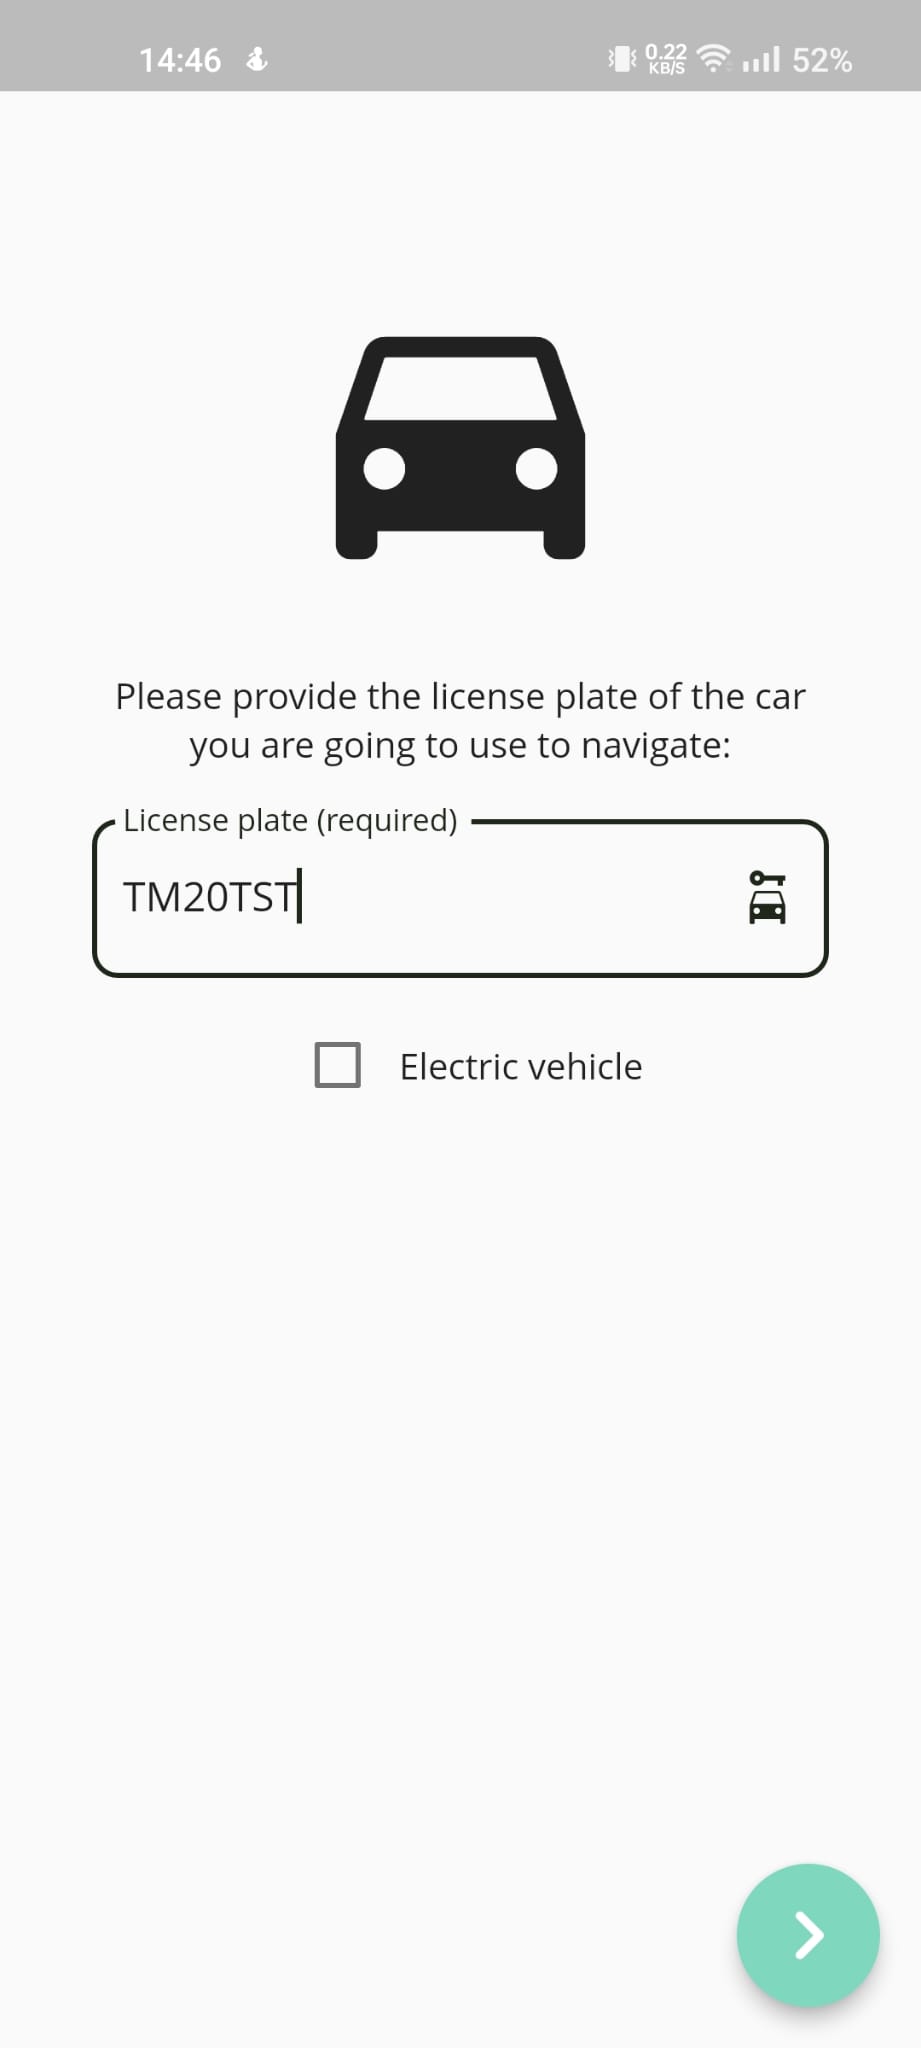 14:46
0.22
KB/S
52%
Please provide the license plate of the car
you are going to use to navigate:
License plate (required)
TM20TST
Electric vehicle